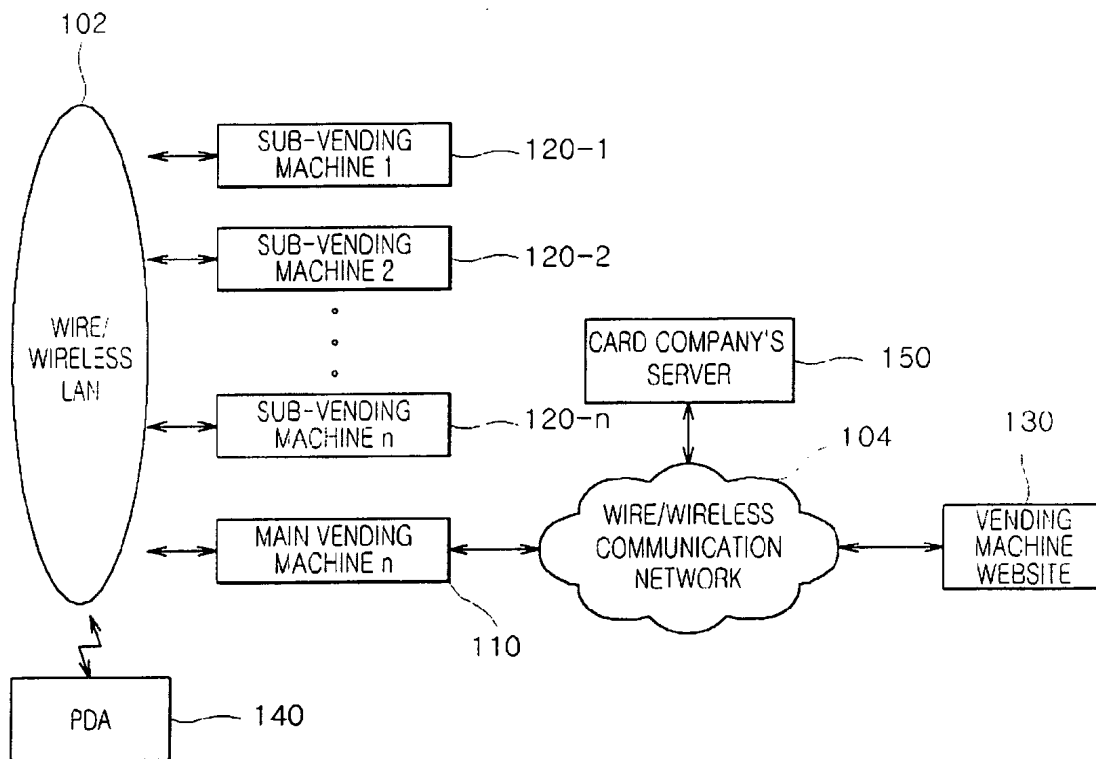 102
SUB-VENDING
MACHINE 1
120-1
SUB-VENDING
MACHINE 2
120-2
WIRE/
WIRELESS
LAN
CARD COMPANY'S
SERVER
150
SUB-VENDING
MACHINE n
120-n
104
130
MAIN VENDING
MACHINE n
WIRE/WIRELESS
COMMUNICATION
NETWORK
VENDING
MACHINE
WEBSITE
110
PDA
140